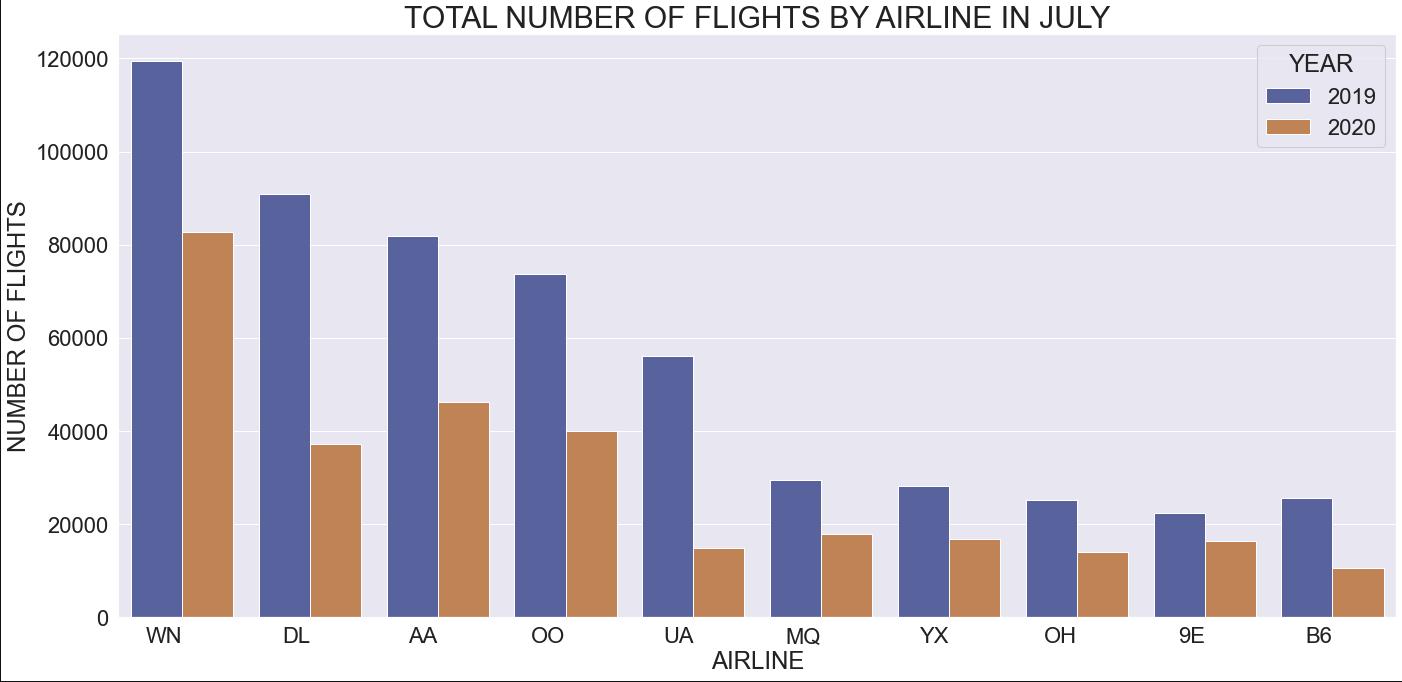 TOTAL NUMBER OF FLIGHTS BY AIRLINE IN JULY
120000
100000
80000
60000
40000
20000
0
NUMBER OF FLIGHTS
YEAR
2019
2020
WN DL AA OO UA MQ YX OH 9E B6
AIRLINE